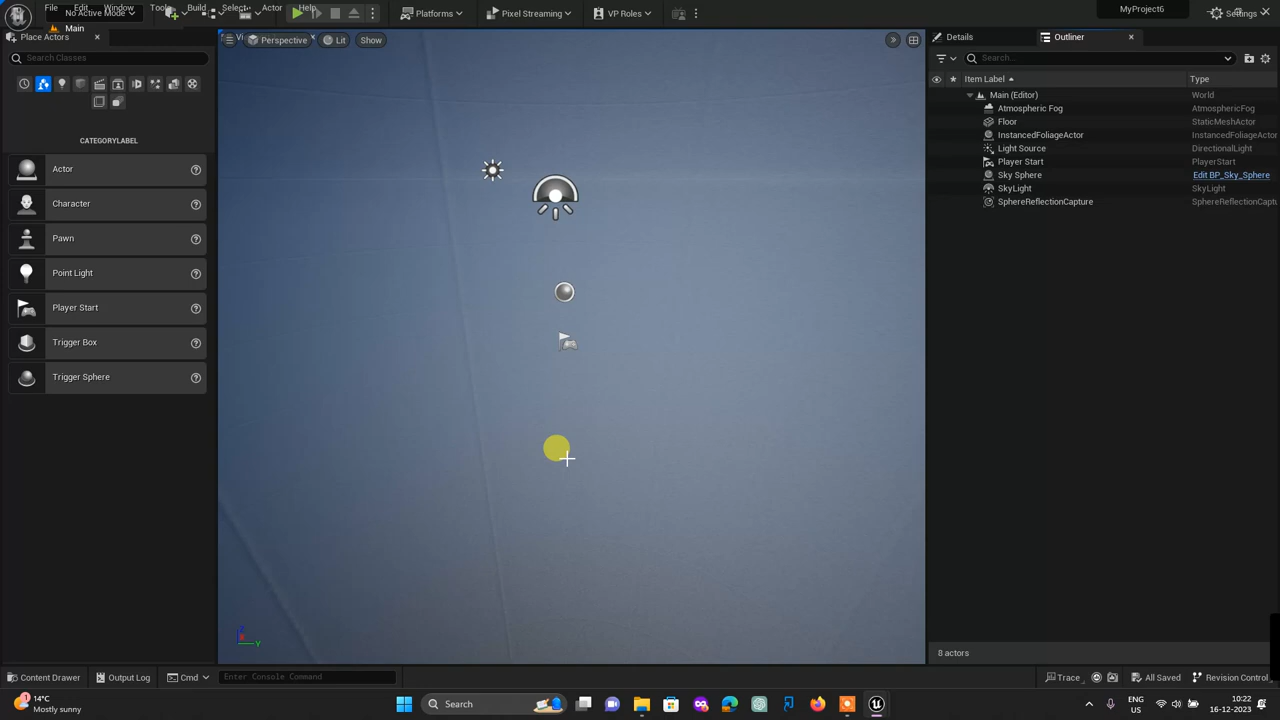 File Edit Window Tools Build Select Actor Help
MyProject6
No Active Mode
Platforms
Pixel Streaming
VP Roles
Settings
Main
Place Actors
Search Classes
CATEGORYLABEL
Actor
Character
Pawn
Point Light
Player Start
Trigger Box
Trigger Sphere
Perspective
Lit
Show
Z
Y
Details
Outliner
Search...
Item Label
Type
Main (Editor) World
Atmospheric Fog AtmosphericFog
Floor StaticMeshActor
InstancedFoliageActor InstancedFoliageActor
Light Source DirectionalLight
Player Start PlayerStart
Sky Sphere Edit BP_Sky_Sphere
SkyLight SkyLight
SphereReflectionCapture SphereReflectionCaptu
8 actors
Content Drawer
Output Log
Cmd
Enter Console Command
Trace
All Saved
Revision Control
14°C
Mostly sunny
Search
ENG
US
10:22
16-12-2023